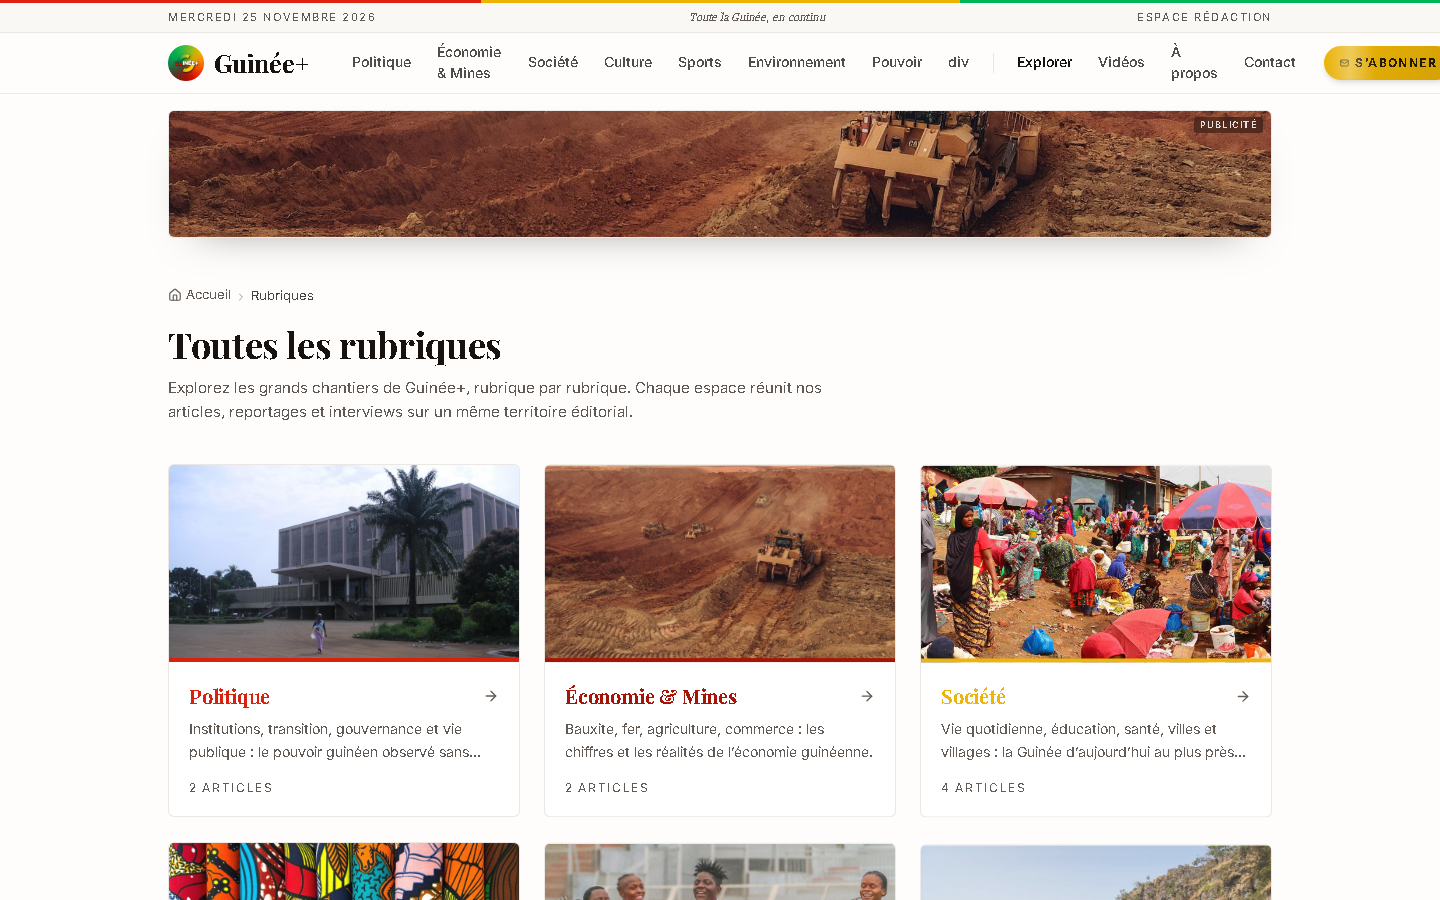 MERCREDI 25 NOVEMBRE 2026
Toute la Guinée, en continu
ESPACE RÉDACTION
Guinée+
Politique
Économie
& Mines
Société
Culture
Sports
Environnement
Pouvoir
div
Explorer
Vidéos
À
propos
Contact
S'ABONNER
PUBLICITÉ
Accueil
Rubriques
Toutes les rubriques
Explorez les grands chantiers de Guinée+, rubrique par rubrique. Chaque espace réunit nos
articles, reportages et interviews sur un même territoire éditorial.
Politique
Institutions, transition, gouvernance et vie
publique : le pouvoir guinéen observé sans…
2 ARTICLES
Économie & Mines
Bauxite, fer, agriculture, commerce : les
chiffres et les réalités de l’économie guinéenne.
2 ARTICLES
Société
Vie quotidienne, éducation, santé, villes et
villages : la Guinée d’aujourd’hui au plus près…
4 ARTICLES